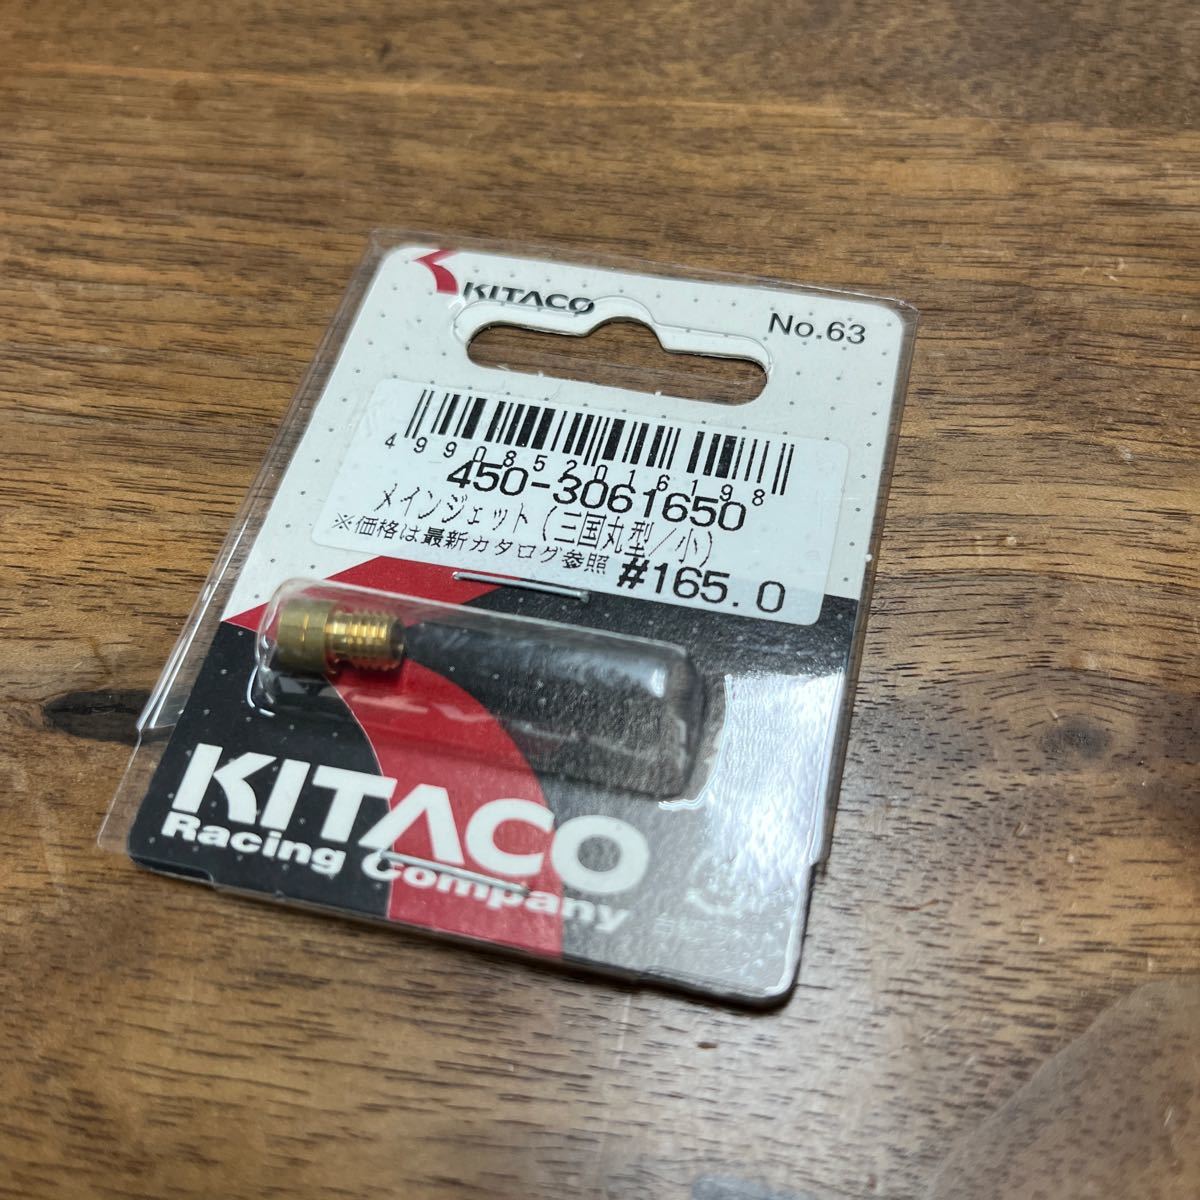 KITACO
No.63
4990852016198
450-3061650
メインジェット(三国丸型/小)
※価格は最新カタログ参照 #165.0
KITACO
Racing Company